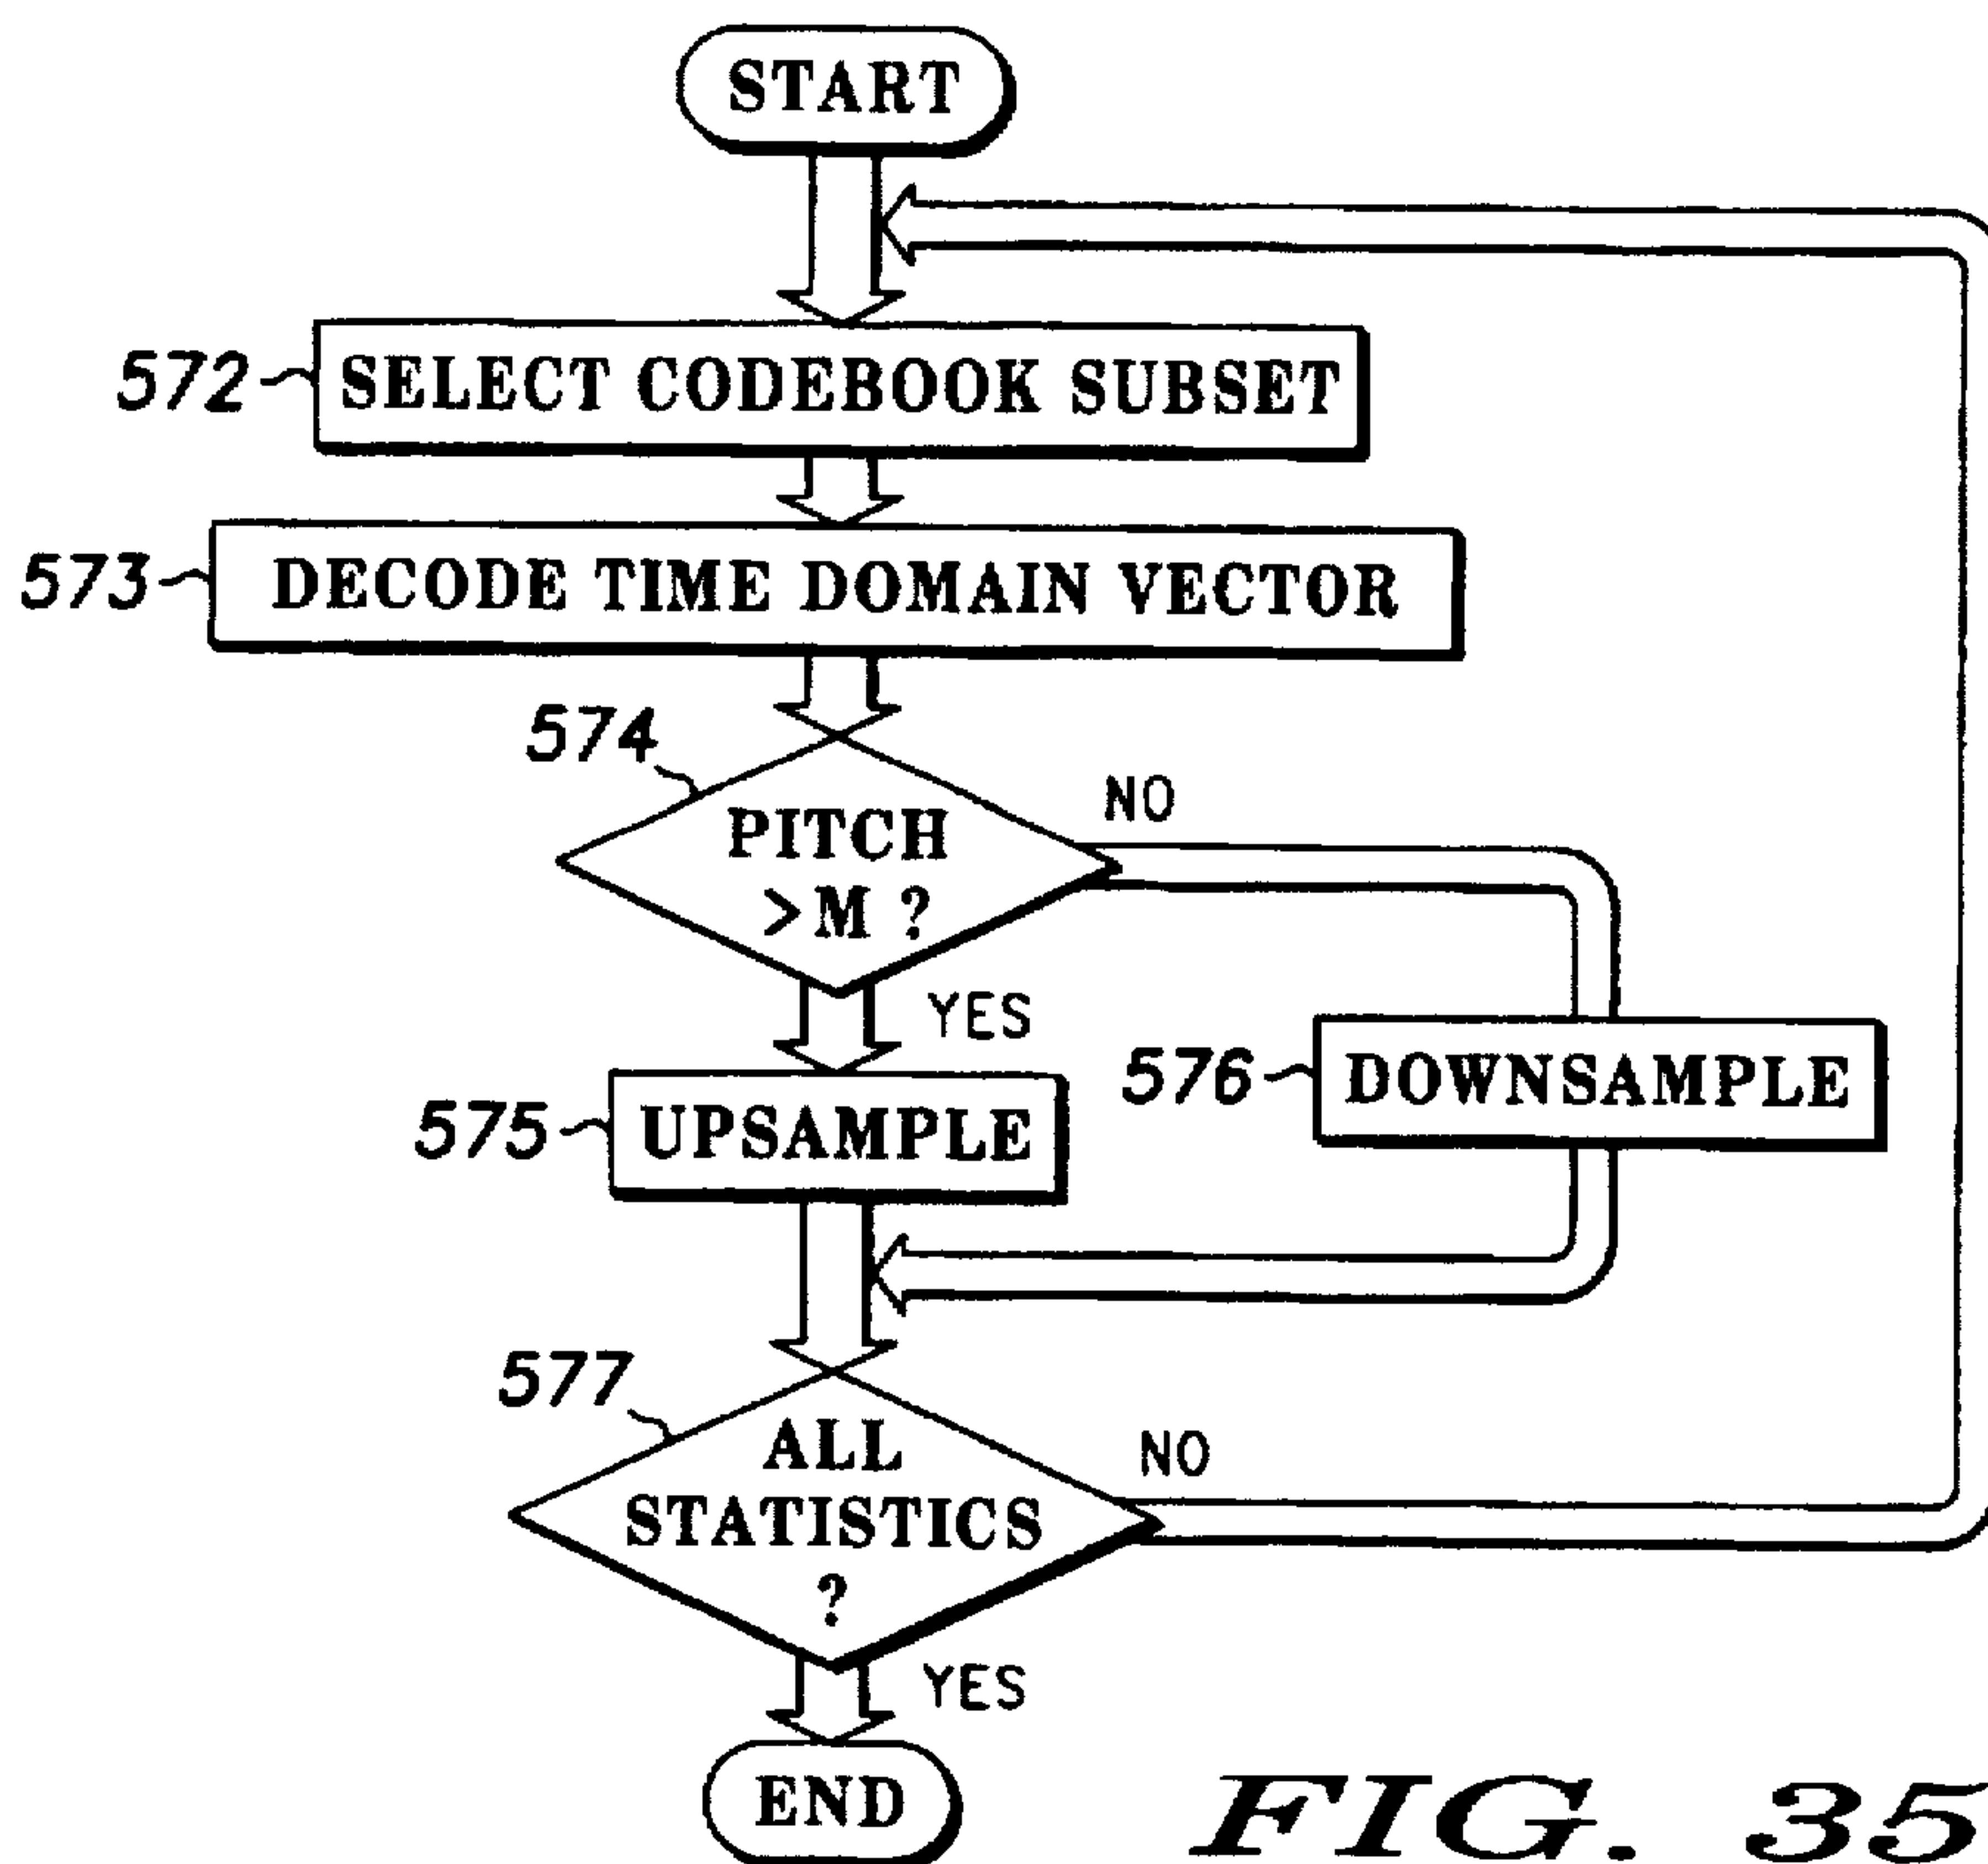 START
572
SELECT CODEBOOK SUBSET
573
DECODE TIME DOMAIN VECTOR
574
PITCH
>M ?
NO
YES
575
UPSAMPLE
576
DOWNSAMPLE
577
ALL
STATISTICS
?
NO
YES
END
FIG. 35